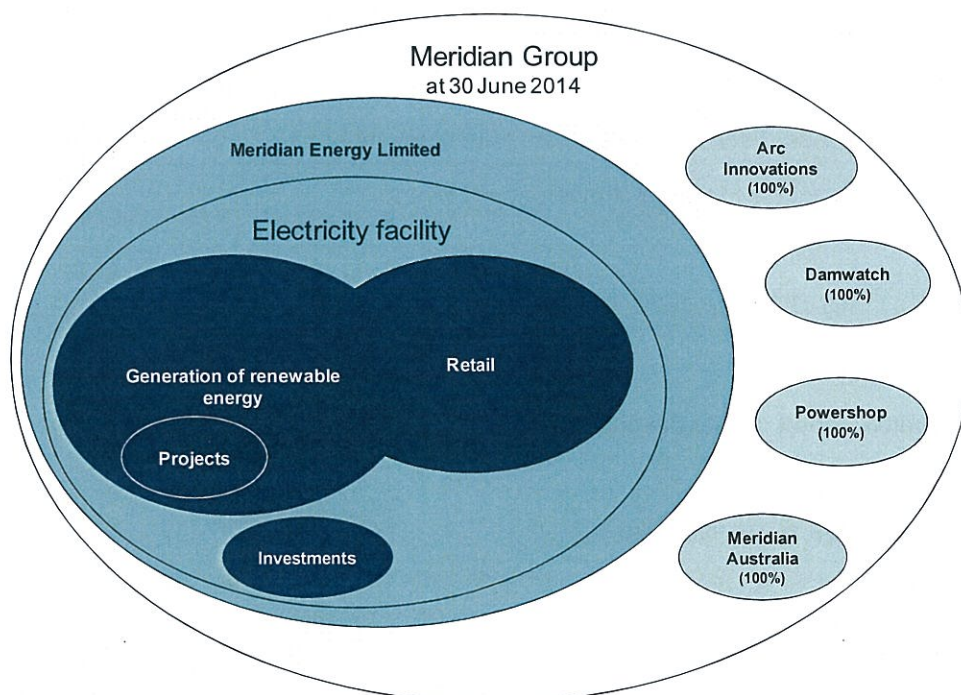 Meridian Group
at 30 June 2014
Meridian Energy Limited
Electricity facility
Generation of renewable
energy
Projects
Retail
Investments
Arc
Innovations
(100%)
Damwatch
(100%)
Powershop
(100%)
Meridian
Australia
(100%)